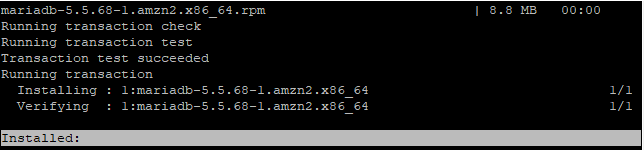 mariadb-5.5.68-1.amzn2.x86_64.rpm | 8.8 MB 00:00
Running transaction check
Running transaction test
Transaction test succeeded
Running transaction
Installing : 1:mariadb-5.5.68-1.amzn2.x86_64 1/1
Verifying : 1:mariadb-5.5.68-1.amzn2.x86_64 1/1
Installed: